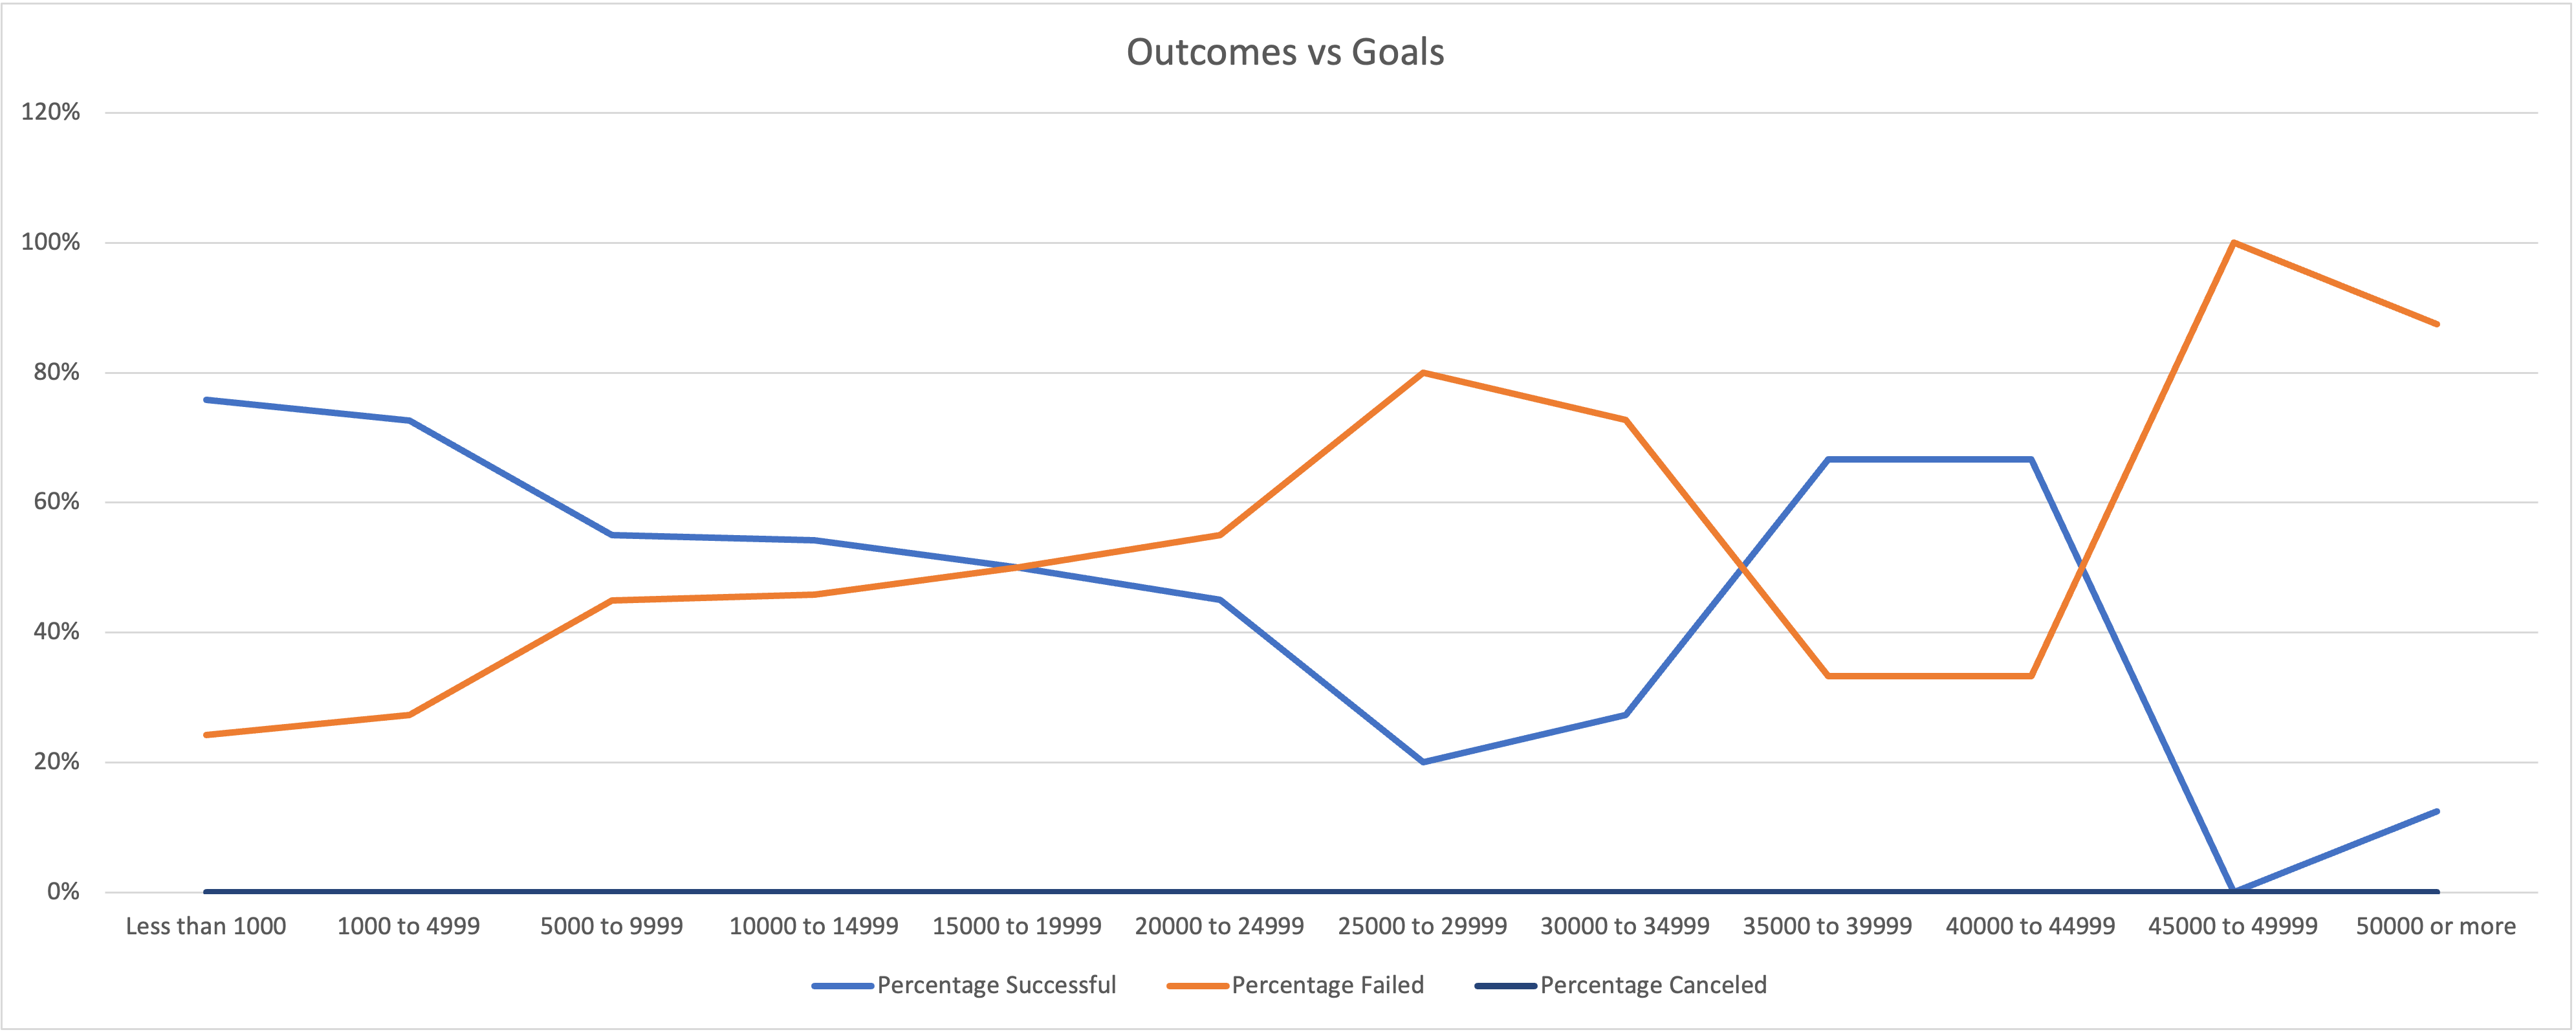 Outcomes vs Goals
120%
100%
80%
60%
40%
20%
0%
Less than 1000 1000 to 4999 5000 to 9999 10000 to 14999 15000 to 19999 20000 to 24999 25000 to 29999 30000 to 34999 35000 to 39999 40000 to 44999 45000 to 49999 50000 or more
Percentage Successful Percentage Failed Percentage Canceled